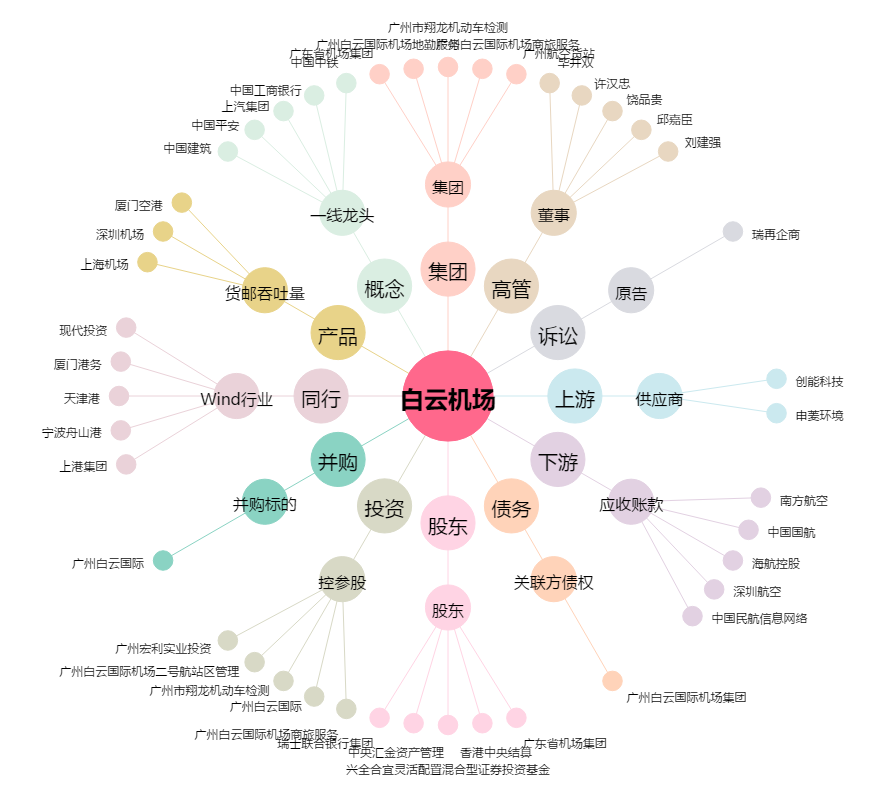 广州市翔龙机动车检测
广州白云国际机场地勤服务
广州白云国际机场商旅服务
广东省机场集团
广州航空货站
中国中铁
毕井双
中国工商银行
许汉忠
上汽集团
饶品贵
中国平安
邱嘉臣
中国建筑
刘建强
集团
一线龙头
董事
厦门空港
深圳机场
瑞再企商
上海机场
集团
概念
高管
货邮吞吐量
原告
产品
诉讼
现代投资
厦门港务
天津港
宁波舟山港
上港集团
Wind行业
同行
白云机场
上游
供应商
创能科技
申菱环境
并购
下游
并购标的
应收账款
南方航空
中国国航
海航控股
深圳航空
中国民航信息网络
投资
股东
债务
广州白云国际
控参股
股东
关联方债权
广州宏利实业投资
广州白云国际机场二号航站区管理
广州市翔龙机动车检测
广州白云国际
广州白云国际机场商旅服务
广州白云国际机场集团
瑞士联合银行集团
中央汇金资产管理
香港中央结算
广东省机场集团
兴全合宜灵活配置混合型证券投资基金